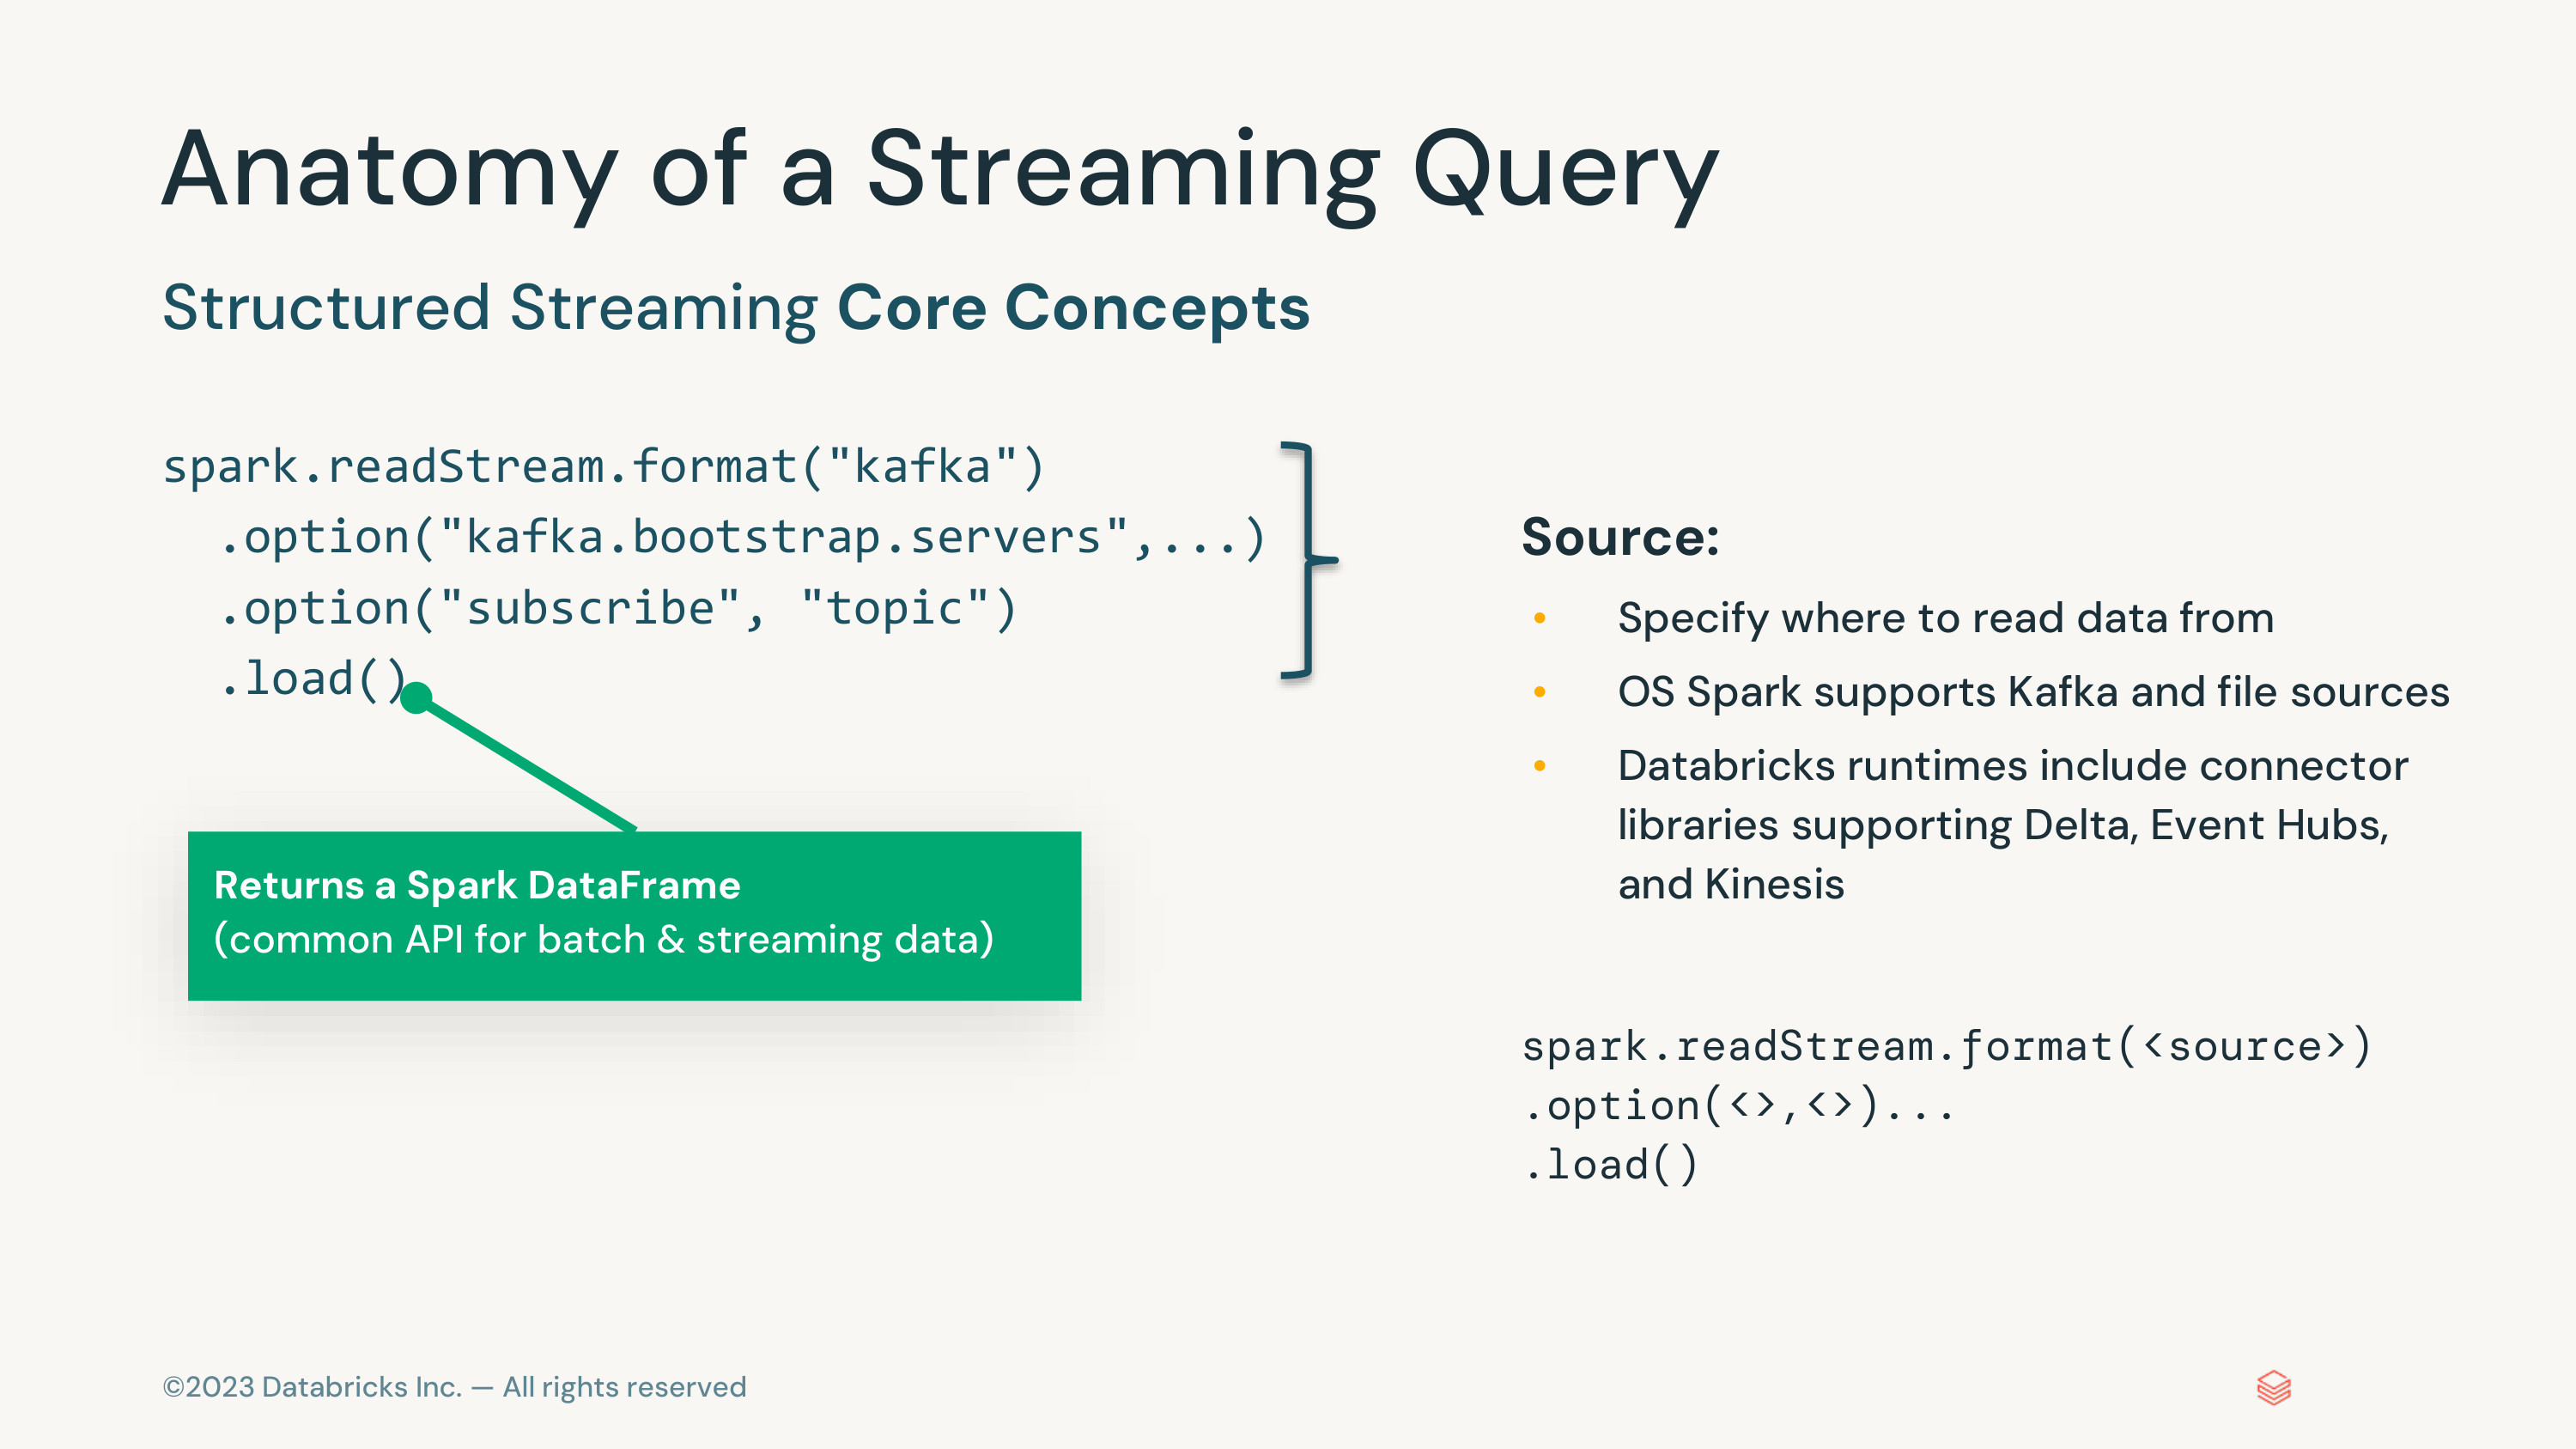 Anatomy of a Streaming Query
Structured Streaming Core Concepts
spark.readStream.format("kafka")
.option("kafka.bootstrap.servers",...)
.option("subscribe", "topic")
.load()
Returns a Spark DataFrame
(common API for batch & streaming data)
Source:
• Specify where to read data from
• OS Spark supports Kafka and file sources
• Databricks runtimes include connector
libraries supporting Delta, Event Hubs,
and Kinesis
spark.readStream.format(<source>)
.option(<>,<>)...
.load()
©2023 Databricks Inc. — All rights reserved